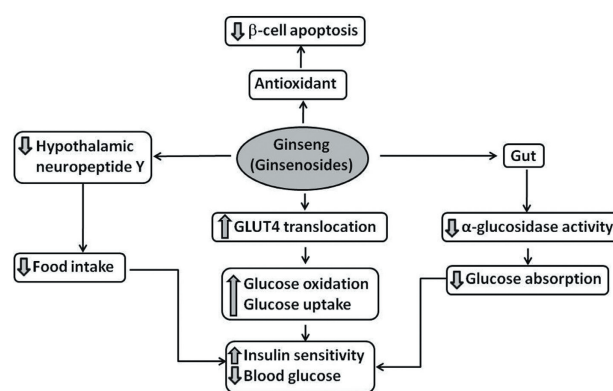 β-cell apoptosis
Antioxidant
Ginseng
(Ginsenosides)
Hypothalamic
neuropeptide Y
Gut
GLUT4 translocation
α-glucosidase activity
Food intake
Glucose oxidation
Glucose uptake
Glucose absorption
Insulin sensitivity
Blood glucose